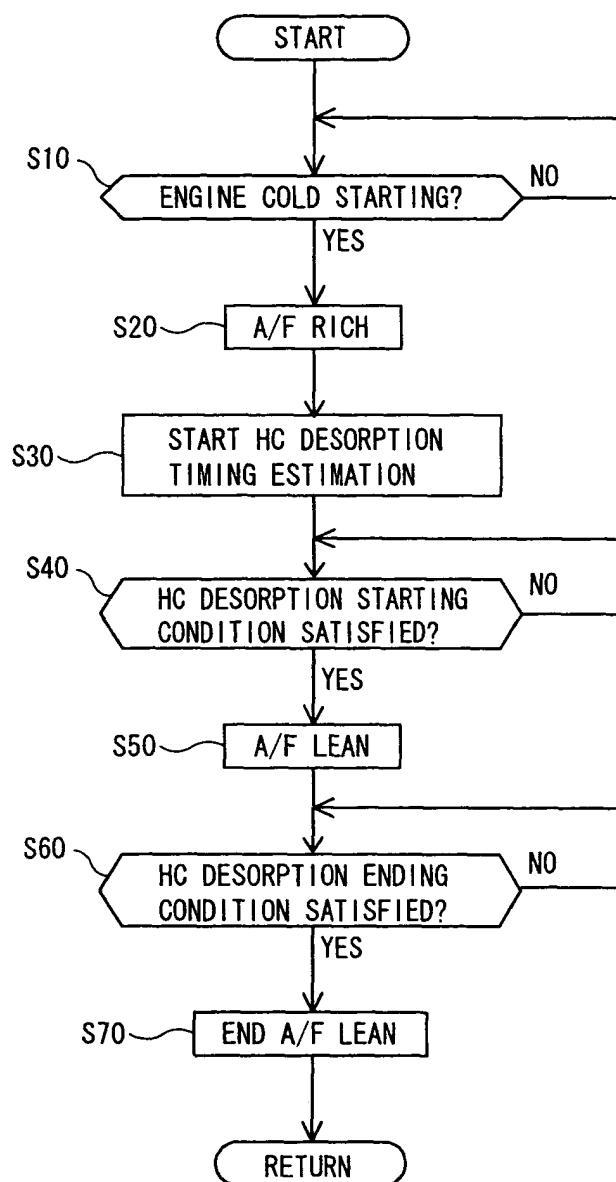 START
S10
ENGINE COLD STARTING?
NO
YES
S20
A/F RICH
S30
START HC DESORPTION
TIMING ESTIMATION
S40
HC DESORPTION STARTING
CONDITION SATISFIED?
NO
YES
S50
A/F LEAN
S60
HC DESORPTION ENDING
CONDITION SATISFIED?
NO
YES
S70
END A/F LEAN
RETURN